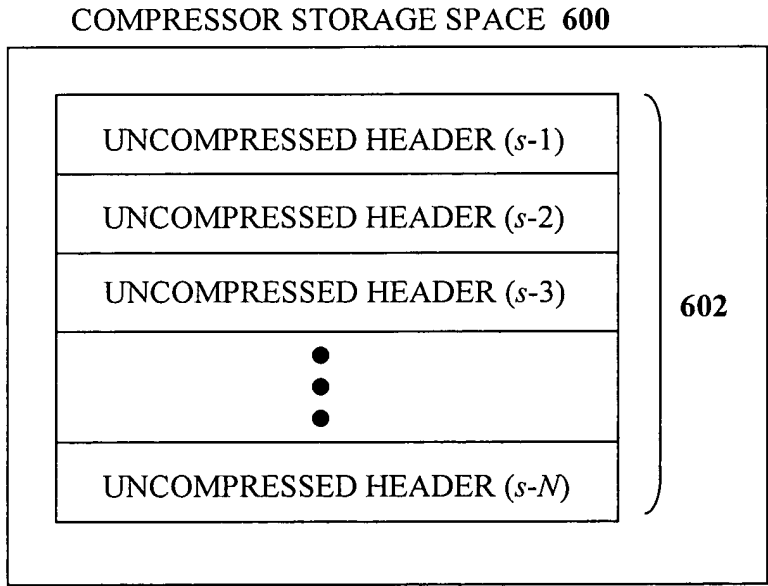 COMPRESSOR STORAGE SPACE 600
UNCOMPRESSED HEADER (s-1)
UNCOMPRESSED HEADER (s-2)
UNCOMPRESSED HEADER (s-3)
602
UNCOMPRESSED HEADER (s-N)